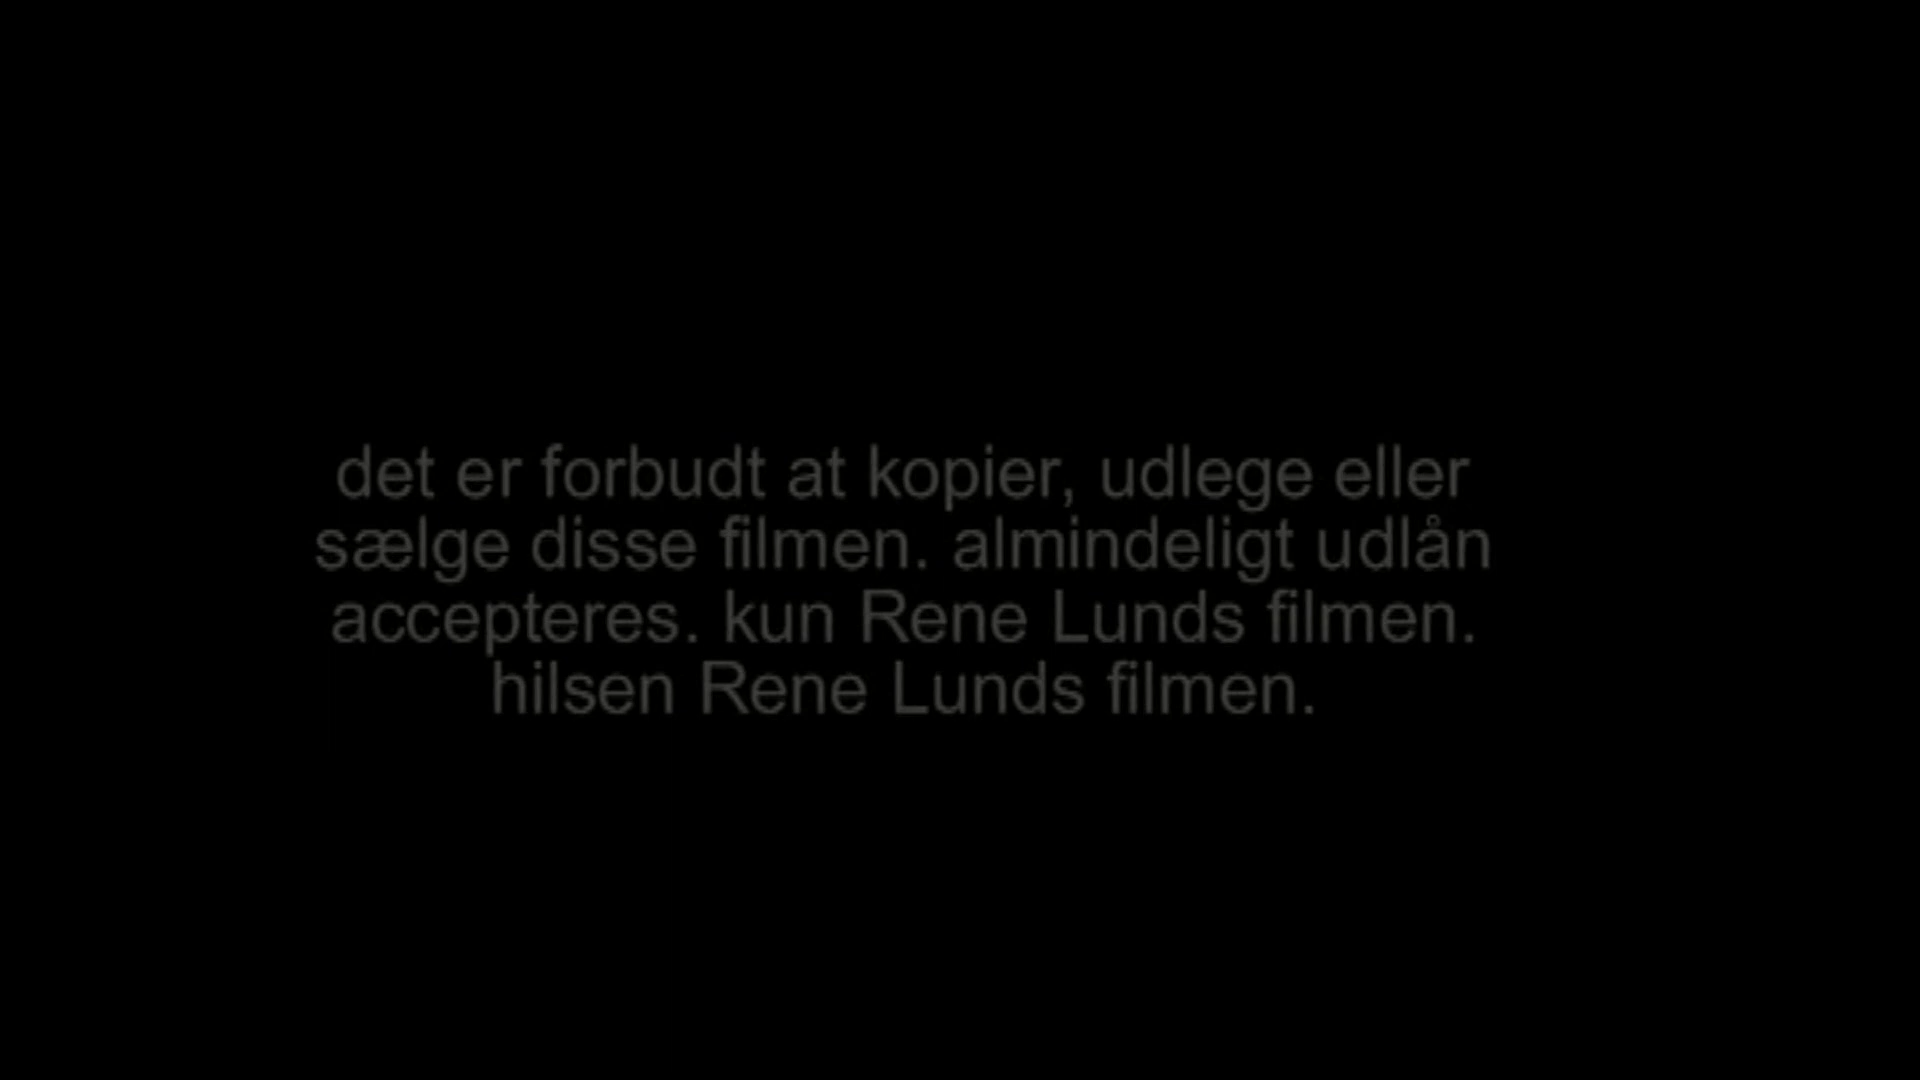 det er forbudt at kopier, udlege eller
sælge disse filmen. almindeligt udlån
accepteres. kun Rene Lunds filmen.
hilsen Rene Lunds filmen.